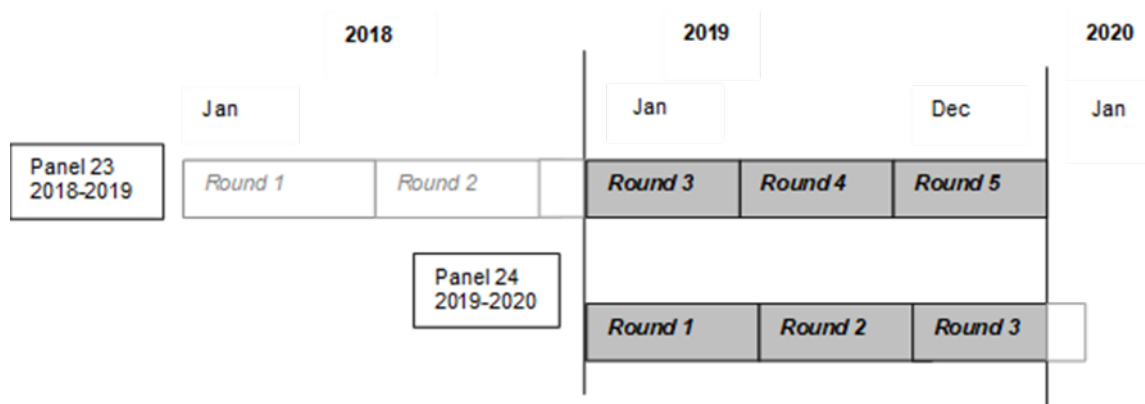 2018 2019 2020
Jan Jan Dec Jan
Panel 23
2018-2019
Round 1 Round 2 Round 3 Round 4 Round 5
Panel 24
2019-2020
Round 1 Round 2 Round 3